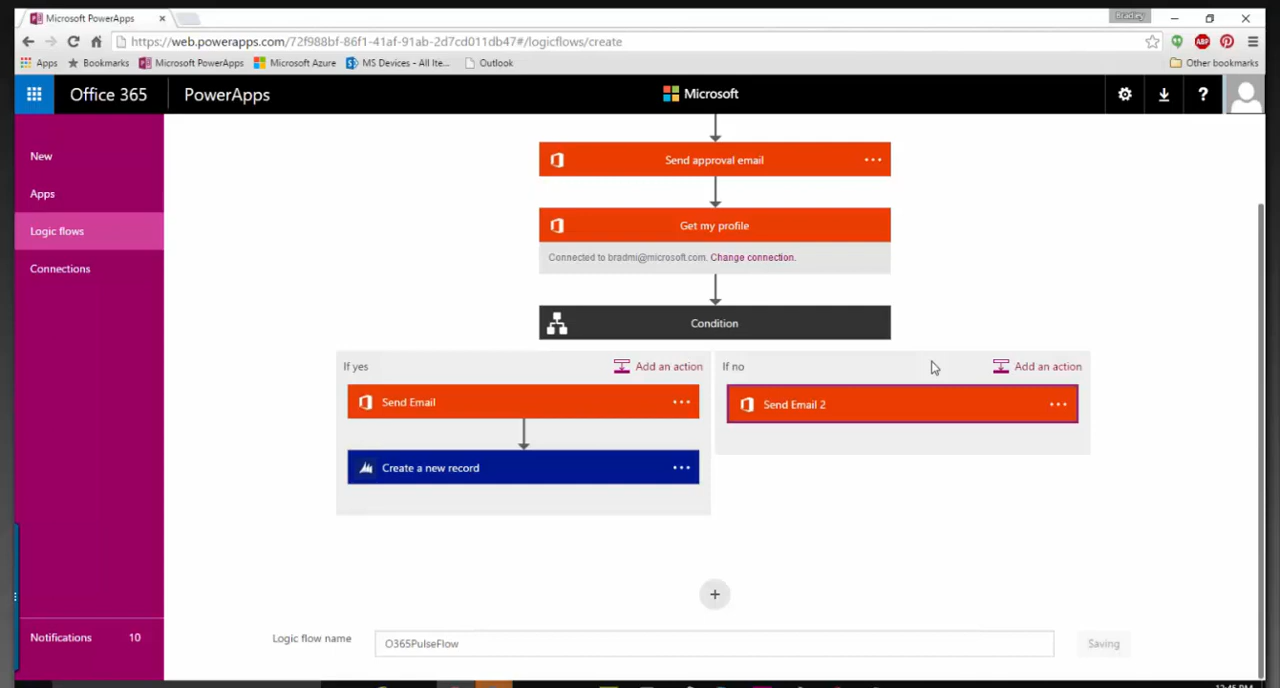 Microsoft PowerApps
Bradley
https://web.powerapps.com/72f988bf-86f1-41af-91ab-2d7cd011db47#/logicflows/create
ABP
Apps
Bookmarks
Microsoft PowerApps
Microsoft Azure
MS Devices - All Ite...
Outlook
Other bookmarks
Office 365
PowerApps
Microsoft
?
New
Apps
Logic flows
Connections
Notifications 10
Send approval email
Get my profile
Connected to bradmi@microsoft.com. Change connection.
Condition
If yes
Add an action
Send Email
Create a new record
If no
Add an action
Send Email 2
Logic flow name
O365PulseFlow
Saving